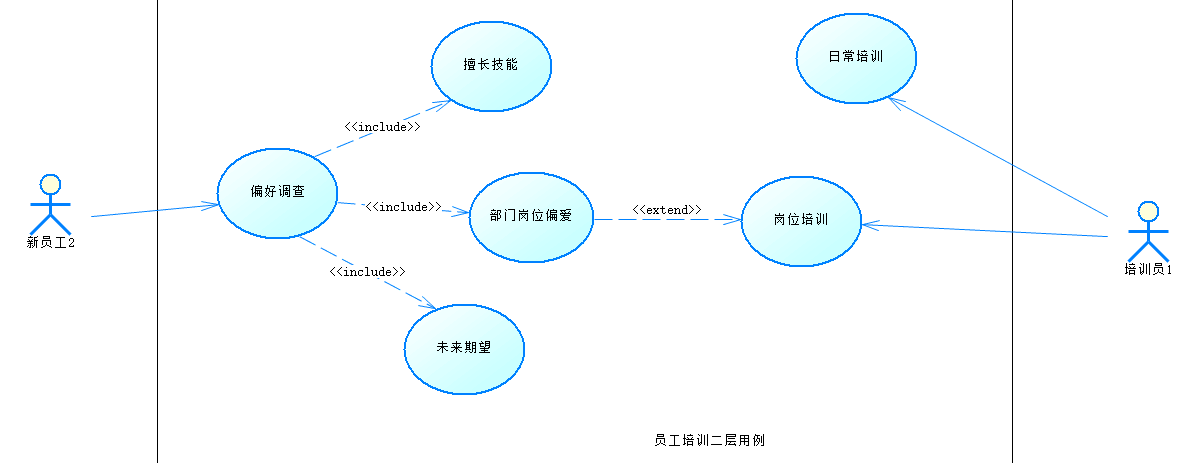 擅长技能
日常培训
<<include>>
偏好调查
<<include>>
部门岗位偏爱
<<extend>>
岗位培训
新员工2
<<include>>
培训员1
未来期望
员工培训二层用例